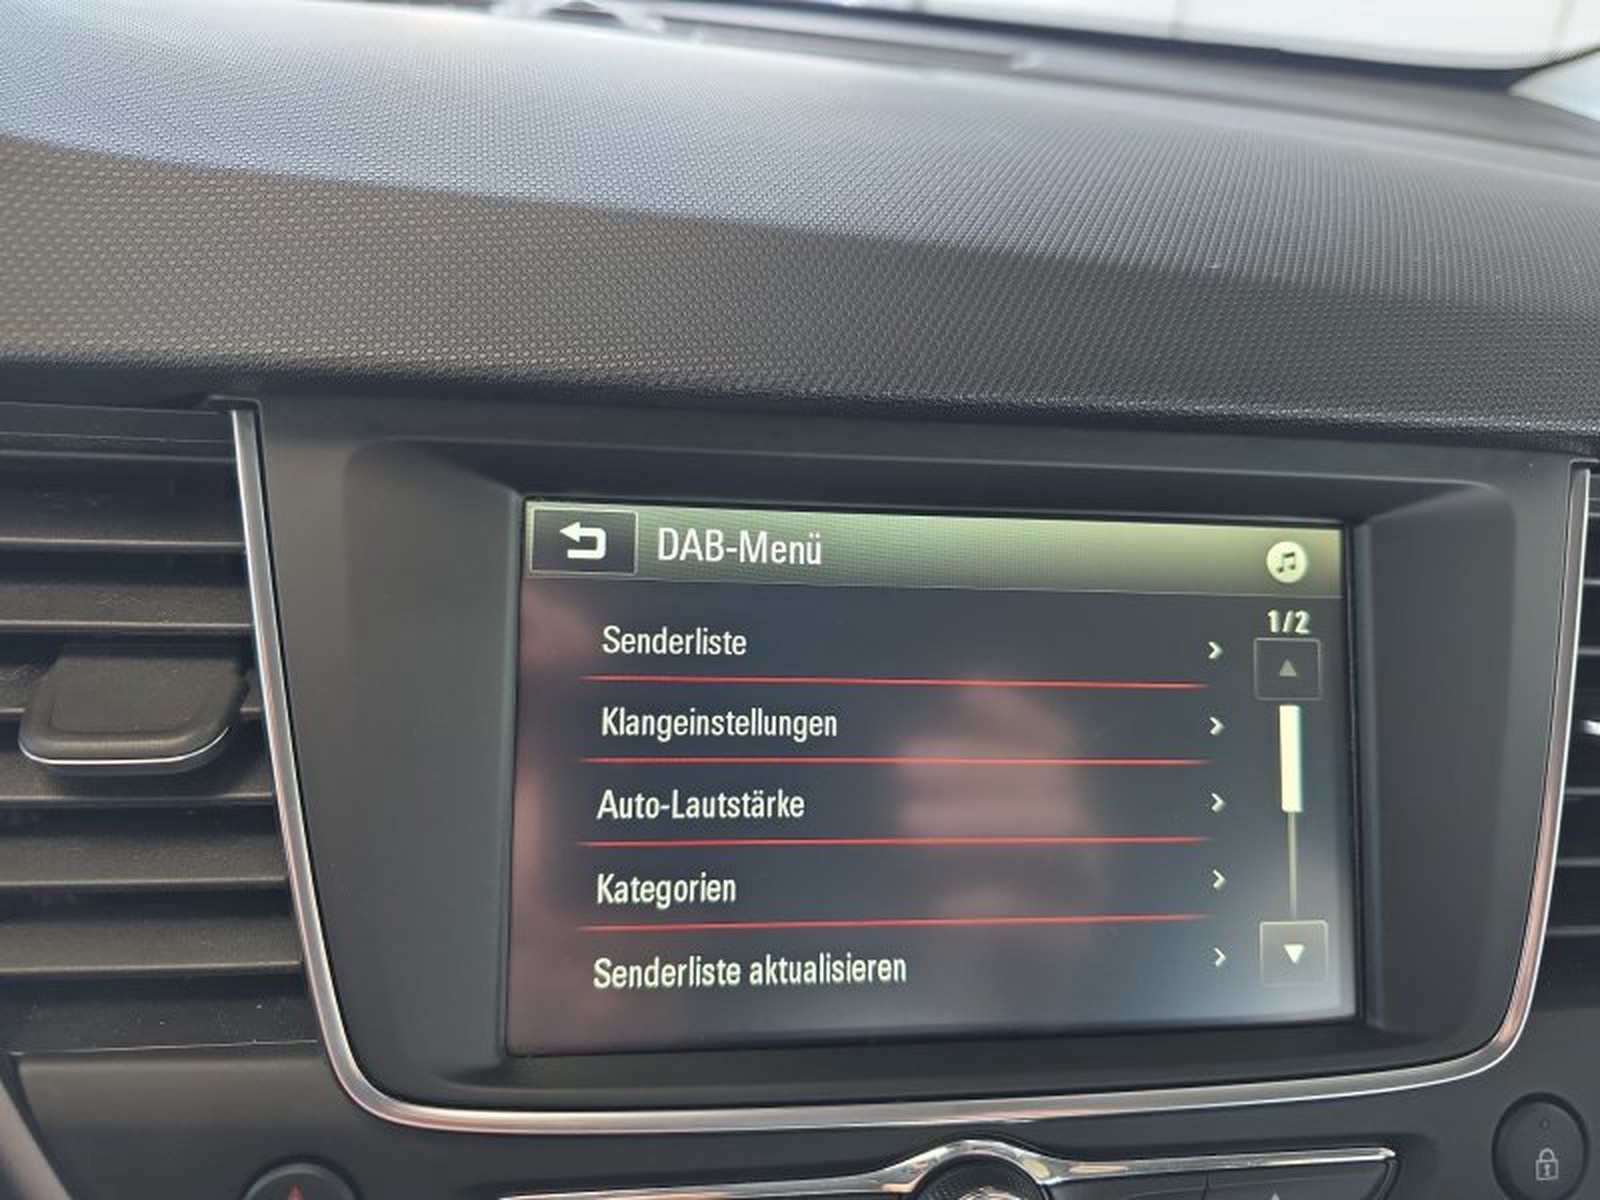 DAB-Menü
1/2
Senderliste
Klangeinstellungen
Auto-Lautstärke
Kategorien
Senderliste aktualisieren